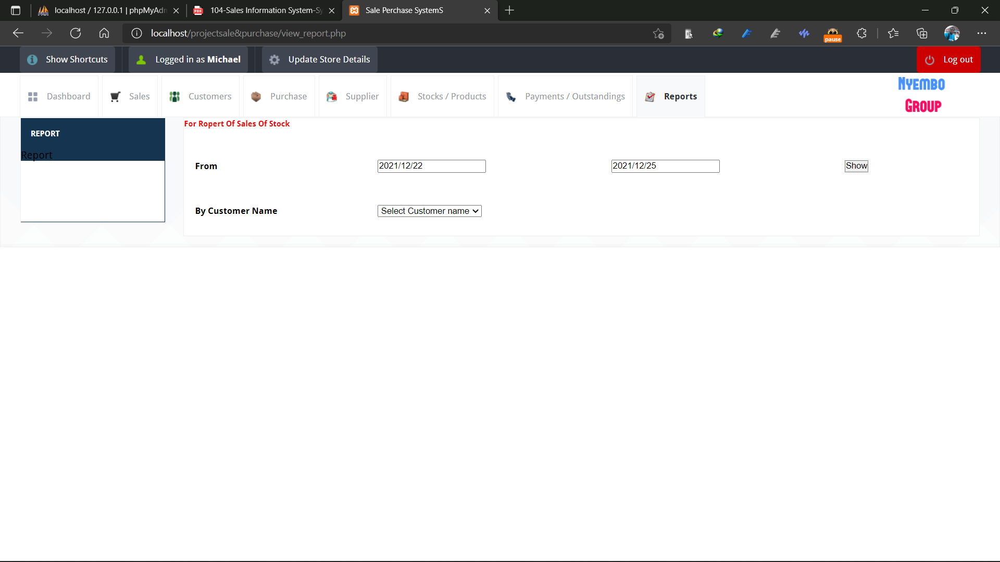 localhost / 127.0.0.1 | phpMyAdm
104-Sales Information System-Sy
Sale Perchase SystemS
localhost/projectsale&purchase/view_report.php
pause
Show Shortcuts
Logged in as Michael
Update Store Details
Log out
Dashboard
Sales
Customers
Purchase
Supplier
Stocks / Products
Payments / Outstandings
Reports
Nyembo
Group
REPORT
Report
For Ropert Of Sales Of Stock
From
2021/12/22
2021/12/25
Show
By Customer Name
Select Customer name